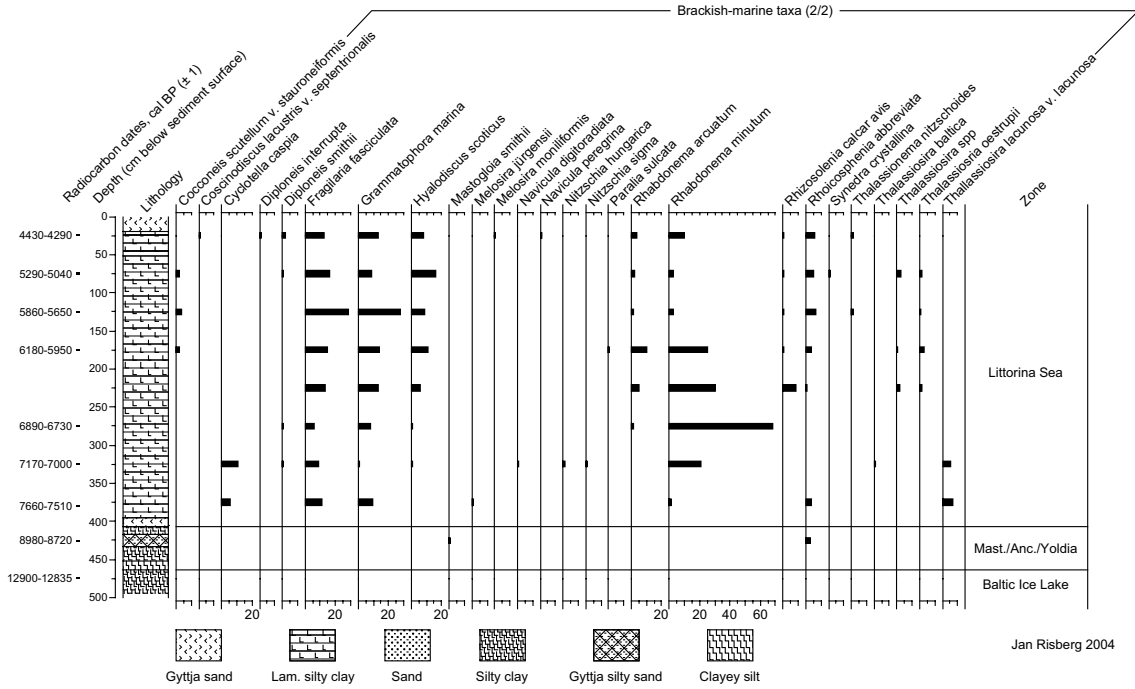 Brackish-marine taxa (2/2)
Radiocarbon dates, cal BP (± 1)
Depth (cm below sediment surface)
Lithology
Cocconeis scutellum v. stauroneiformis
Coscinodiscus lacustris v. septentrionalis
Cyclotella caspia
Diploneis interrupta
Diploneis smithii
Fragilaria fasciculata
Grammatophora marina
Hyalodiscus scoticus
Mastogloia smithii
Melosira jürgensii
Melosira moniliformis
Navicula digitoradiata
Navicula peregrina
Nitzschia hungarica
Nitzschia sigma
Paralia sulcata
Rhabdonema arcuatum
Rhabdonema minutum
Rhizosolenia calcar avis
Rhoicosphenia abbreviata
Synedra crystallina
Thalassionema nitzschoides
Thalassiosira baltica
Thalassiosira spp
Thalassiosira oestrupii
Thallassiosira lacunosa v. lacunosa
Zone
0
4430-4290
50
5290-5040
100
5860-5650
150
6180-5950
200
Littorina Sea
250
6890-6730
300
7170-7000
350
7660-7510
400
8980-8720
Mast./Anc./Yoldia
450
12900-12835
Baltic Ice Lake
500
20 20 20 20 20 20 40 60
Gyttja sand Lam. silty clay Sand Silty clay Gyttja silty sand Clayey silt
Jan Risberg 2004